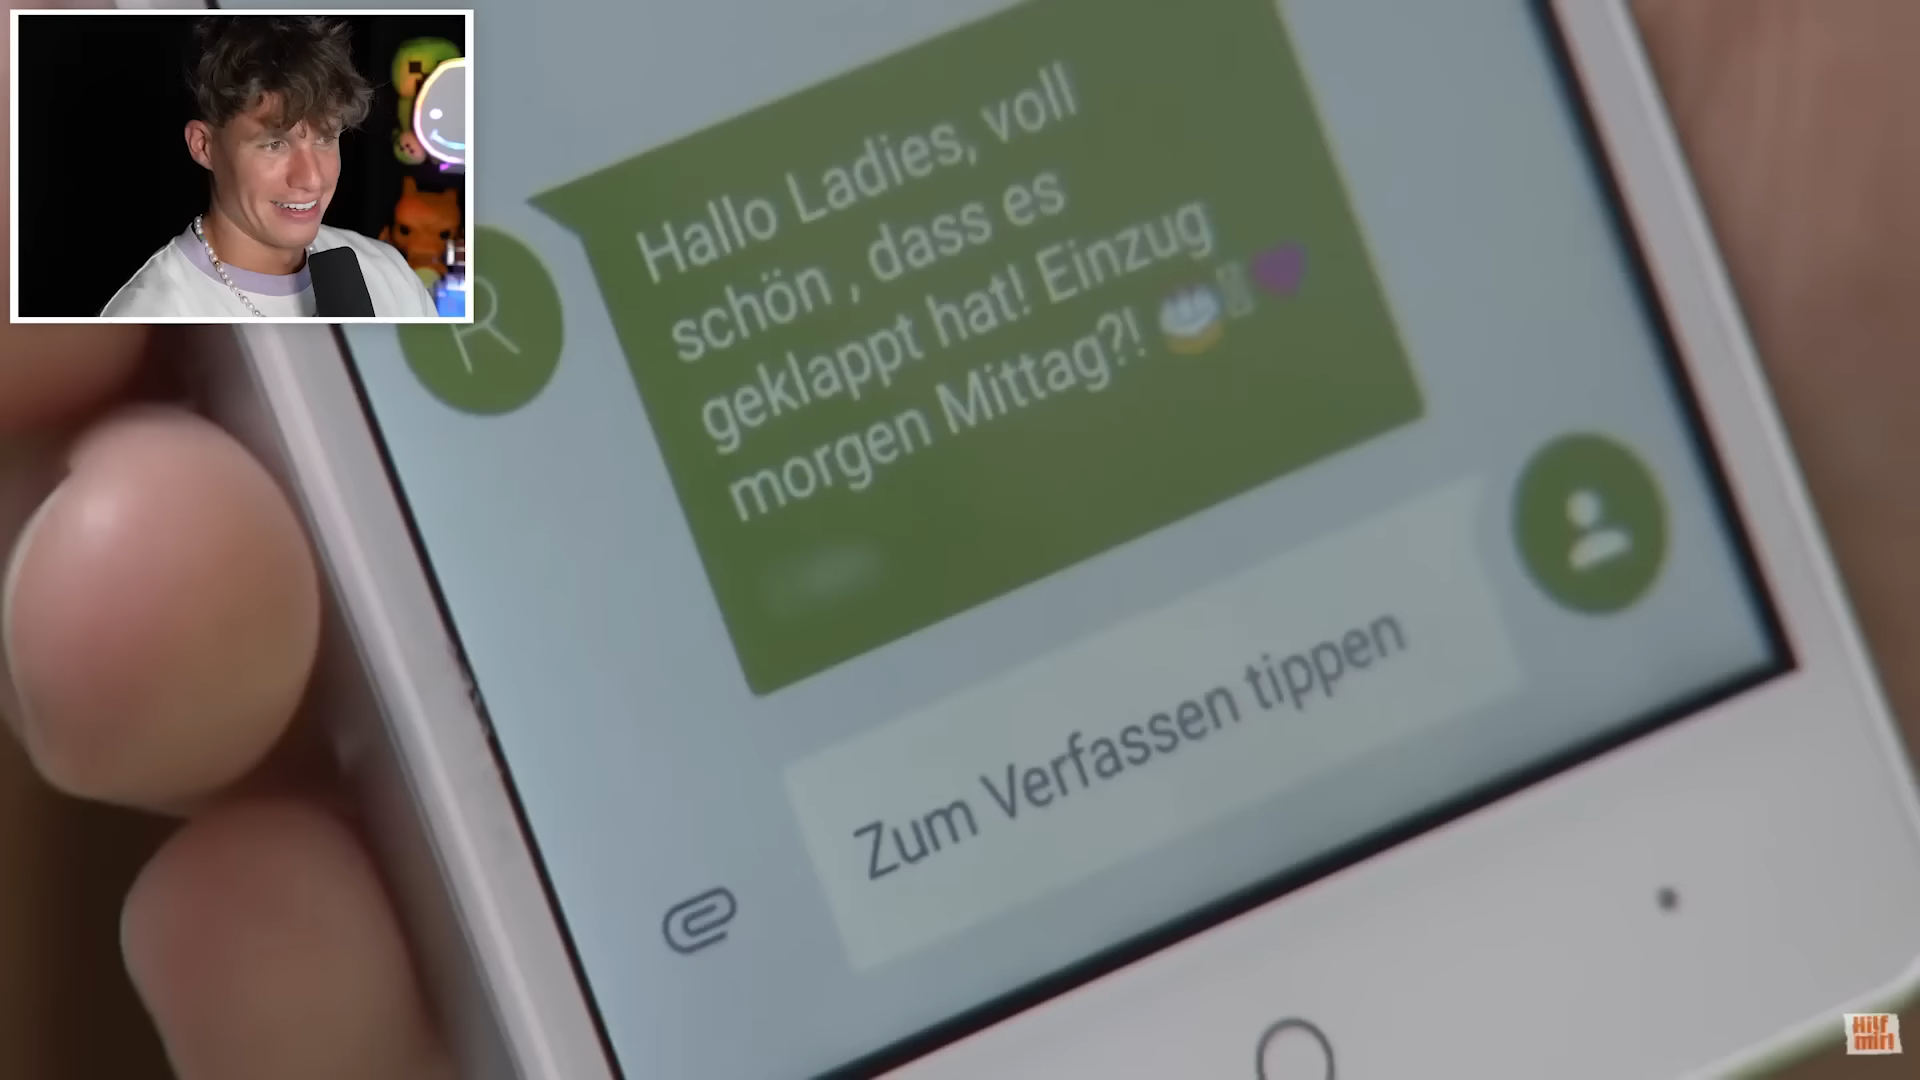 Hallo Ladies, voll
schön , dass es
geklappt hat! Einzug
morgen Mittag?!
R
Zum Verfassen tippen
Hilf
mir!